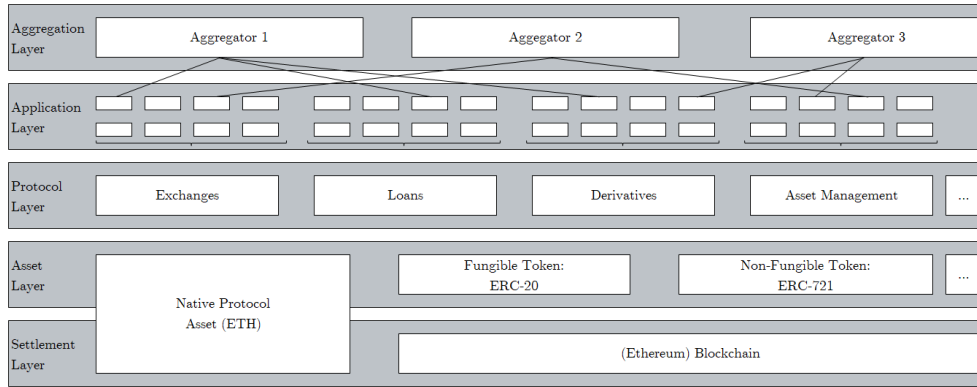 Aggregation
Layer
Aggregator 1
Aggegator 2
Aggregator 3
Application
Layer
Protocol
Layer
Exchanges
Loans
Derivatives
Asset Management
...
Asset
Layer
Native Protocol
Asset (ETH)
Fungible Token:
ERC-20
Non-Fungible Token:
ERC-721
...
Settlement
Layer
(Ethereum) Blockchain